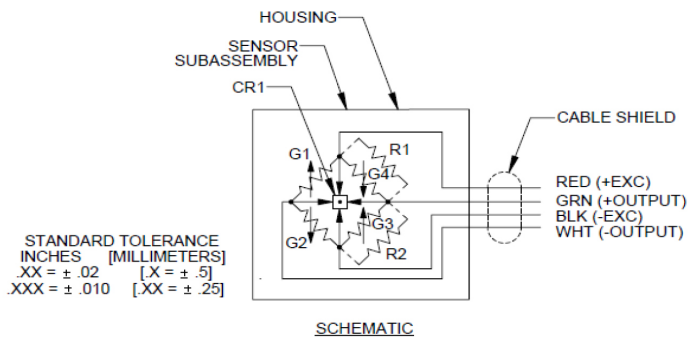 HOUSING
SENSOR
SUBASSEMBLY
CR1
CABLE SHIELD
G1
R1
G4
RED (+EXC)
GRN (+OUTPUT)
BLK (-EXC)
WHT (-OUTPUT)
G2
G3
R2
STANDARD TOLERANCE
INCHES [MILLIMETERS]
.XX = ± .02 [.X = ± .5]
.XXX = ± .010 [.XX = ± .25]
SCHEMATIC